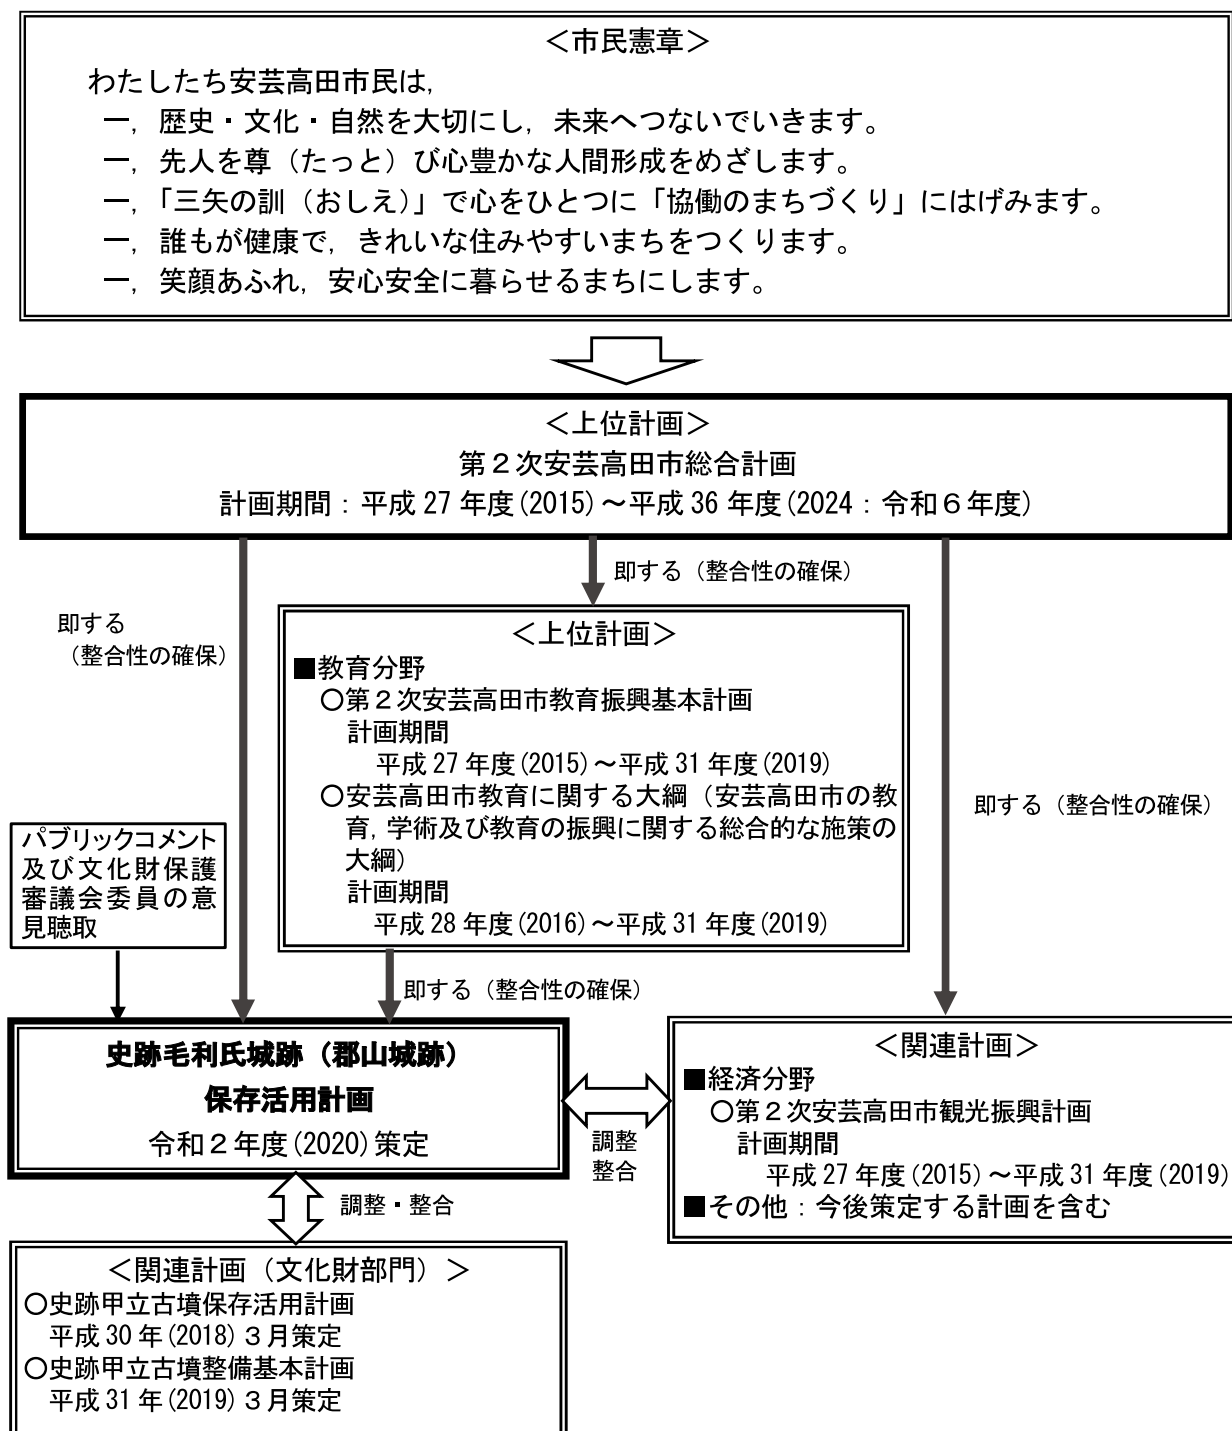 ＜市民憲章＞
わたしたち安芸高田市民は，
一，歴史・文化・自然を大切にし，未来へつないでいきます。
一，先人を尊（たっと）び心豊かな人間形成をめざします。
一，「三矢の訓（おしえ）」で心をひとつに「協働のまちづくり」にはげみます。
一，誰もが健康で，きれいな住みやすいまちをつくります。
一，笑顔あふれ，安心安全に暮らせるまちにします。
＜上位計画＞
第２次安芸高田市総合計画
計画期間：平成 27 年度(2015)～平成 36 年度(2024：令和６年度)
即する（整合性の確保）
即する
（整合性の確保）
＜上位計画＞
■教育分野
○第２次安芸高田市教育振興基本計画
計画期間
平成 27 年度(2015)～平成 31 年度(2019)
○安芸高田市教育に関する大綱（安芸高田市の教
育，学術及び教育の振興に関する総合的な施策の
大綱）
計画期間
平成 28 年度(2016)～平成 31 年度(2019)
即する（整合性の確保）
パブリックコメント
及び文化財保護
審議会委員の意
見聴取
即する（整合性の確保）
史跡毛利氏城跡（郡山城跡）
保存活用計画
令和２年度(2020)策定
調整
整合
＜関連計画＞
■経済分野
○第２次安芸高田市観光振興計画
計画期間
平成 27 年度(2015)～平成 31 年度(2019)
■その他：今後策定する計画を含む
調整・整合
＜関連計画（文化財部門）＞
○史跡甲立古墳保存活用計画
平成 30 年(2018)３月策定
○史跡甲立古墳整備基本計画
平成 31 年(2019)３月策定